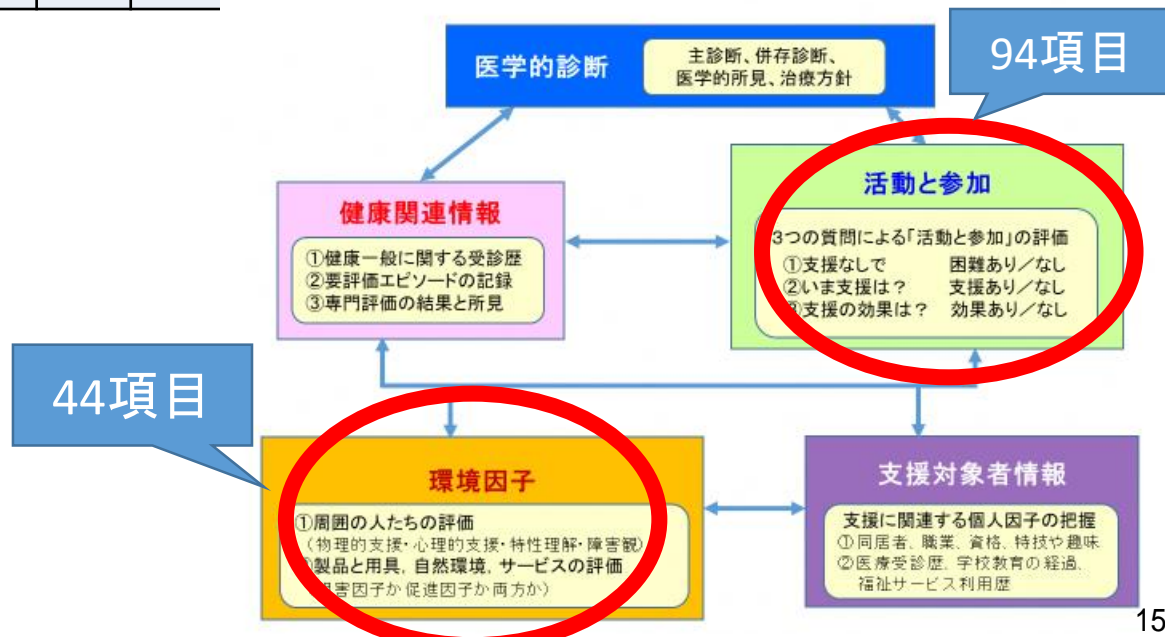 医学的診断
主診断、併存診断、
医学的所見、治療方針
94項目
健康関連情報
①健康一般に関する受診歴
②要評価エピソードの記録
③専門評価の結果と所見
活動と参加
3つの質問による「活動と参加」の評価
①支援なしで 困難あり／なし
②いま支援は？ 支援あり／なし
支援の効果は？ 効果あり／なし
44項目
環境因子
①周囲の人たちの評価
（物理的支援・心理的支援・特性理解・障害観）
製品と用具, 自然環境, サービスの評価
害因子か促進因子か両方か）
支援対象者情報
支援に関連する個人因子の把握
①同居者、職業、資格、特技や趣味
②医療受診歴、学校教育の経過、
福祉サービス利用歴
15